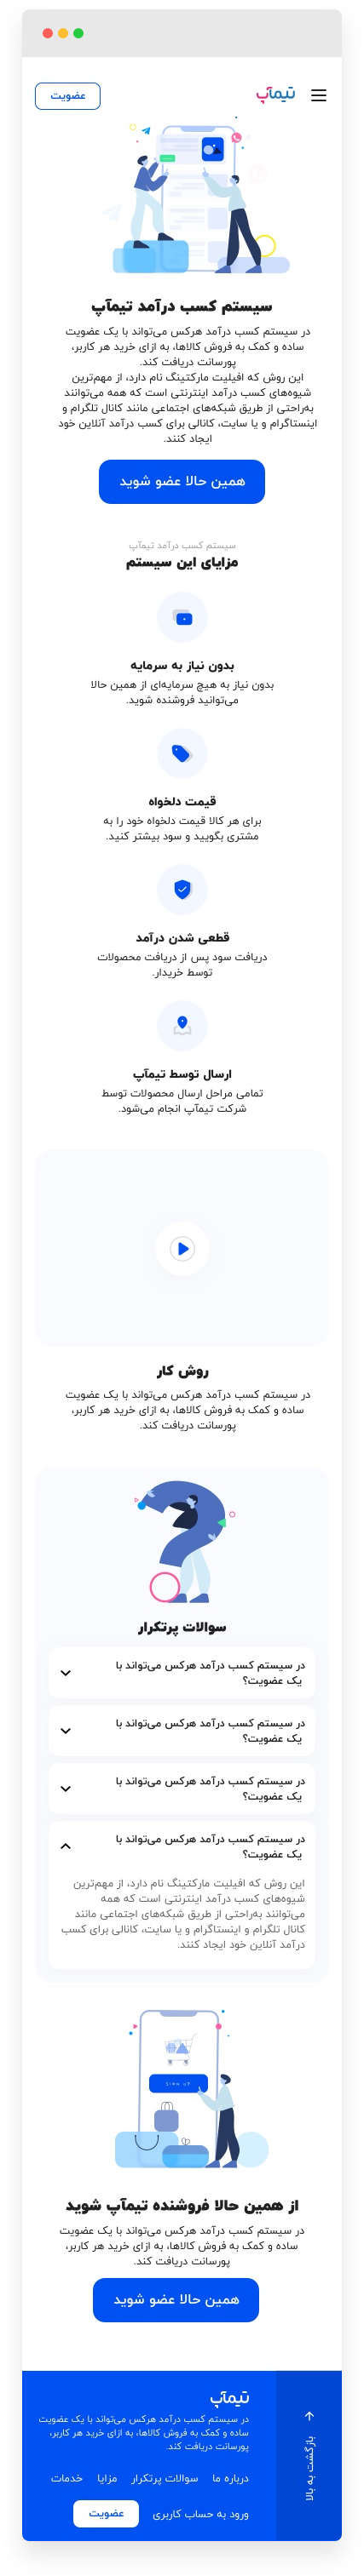 تیمآپ
عضویت
سیستم کسب درآمد تیمآپ
در سیستم کسب درآمد هرکس می‌تواند با یک عضویت
ساده و کمک به فروش کالاها، به ازای خرید هر کاربر،
پورسانت دریافت کند.
این روش که افیلیت مارکتینگ نام دارد، از مهم‌ترین
شیوه‌های کسب درآمد اینترنتی است که همه می‌توانند
به‌راحتی از طریق شبکه‌های اجتماعی مانند کانال تلگرام و
اینستاگرام و یا سایت، کانالی برای کسب درآمد آنلاین خود
ایجاد کنند.
همین حالا عضو شوید
سیستم کسب درآمد تیمآپ
مزایای این سیستم
بدون نیاز به سرمایه
بدون نیاز به هیچ سرمایه‌ای از همین حالا
می‌توانید فروشنده شوید.
قیمت دلخواه
برای هر کالا قیمت دلخواه خود را به
مشتری بگویید و سود بیشتر کنید.
قطعی شدن درآمد
دریافت سود پس از دریافت محصولات
توسط خریدار.
ارسال توسط تیمآپ
تمامی مراحل ارسال محصولات توسط
شرکت تیمآپ انجام می‌شود.
روش کار
در سیستم کسب درآمد هرکس می‌تواند با یک عضویت
ساده و کمک به فروش کالاها، به ازای خرید هر کاربر،
پورسانت دریافت کند.
سوالات پرتکرار
در سیستم کسب درآمد هرکس می‌تواند با
یک عضویت؟
در سیستم کسب درآمد هرکس می‌تواند با
یک عضویت؟
در سیستم کسب درآمد هرکس می‌تواند با
یک عضویت؟
در سیستم کسب درآمد هرکس می‌تواند با
یک عضویت؟
این روش که افیلیت مارکتینگ نام دارد، از مهم‌ترین
شیوه‌های کسب درآمد اینترنتی است که همه
می‌توانند به‌راحتی از طریق شبکه‌های اجتماعی مانند
کانال تلگرام و اینستاگرام و یا سایت، کانالی برای کسب
درآمد آنلاین خود ایجاد کنند.
SIGN UP
از همین حالا فروشنده تیمآپ شوید
در سیستم کسب درآمد هرکس می‌تواند با یک عضویت
ساده و کمک به فروش کالاها، به ازای خرید هر کاربر،
پورسانت دریافت کند.
همین حالا عضو شوید
بازگشت به بالا
تیمآپ
در سیستم کسب درآمد هرکس می‌تواند با یک عضویت
ساده و کمک به فروش کالاها، به ازای خرید هر کاربر،
پورسانت دریافت کند.
درباره ما سوالات پرتکرار مزایا خدمات
ورود به حساب کاربری عضویت